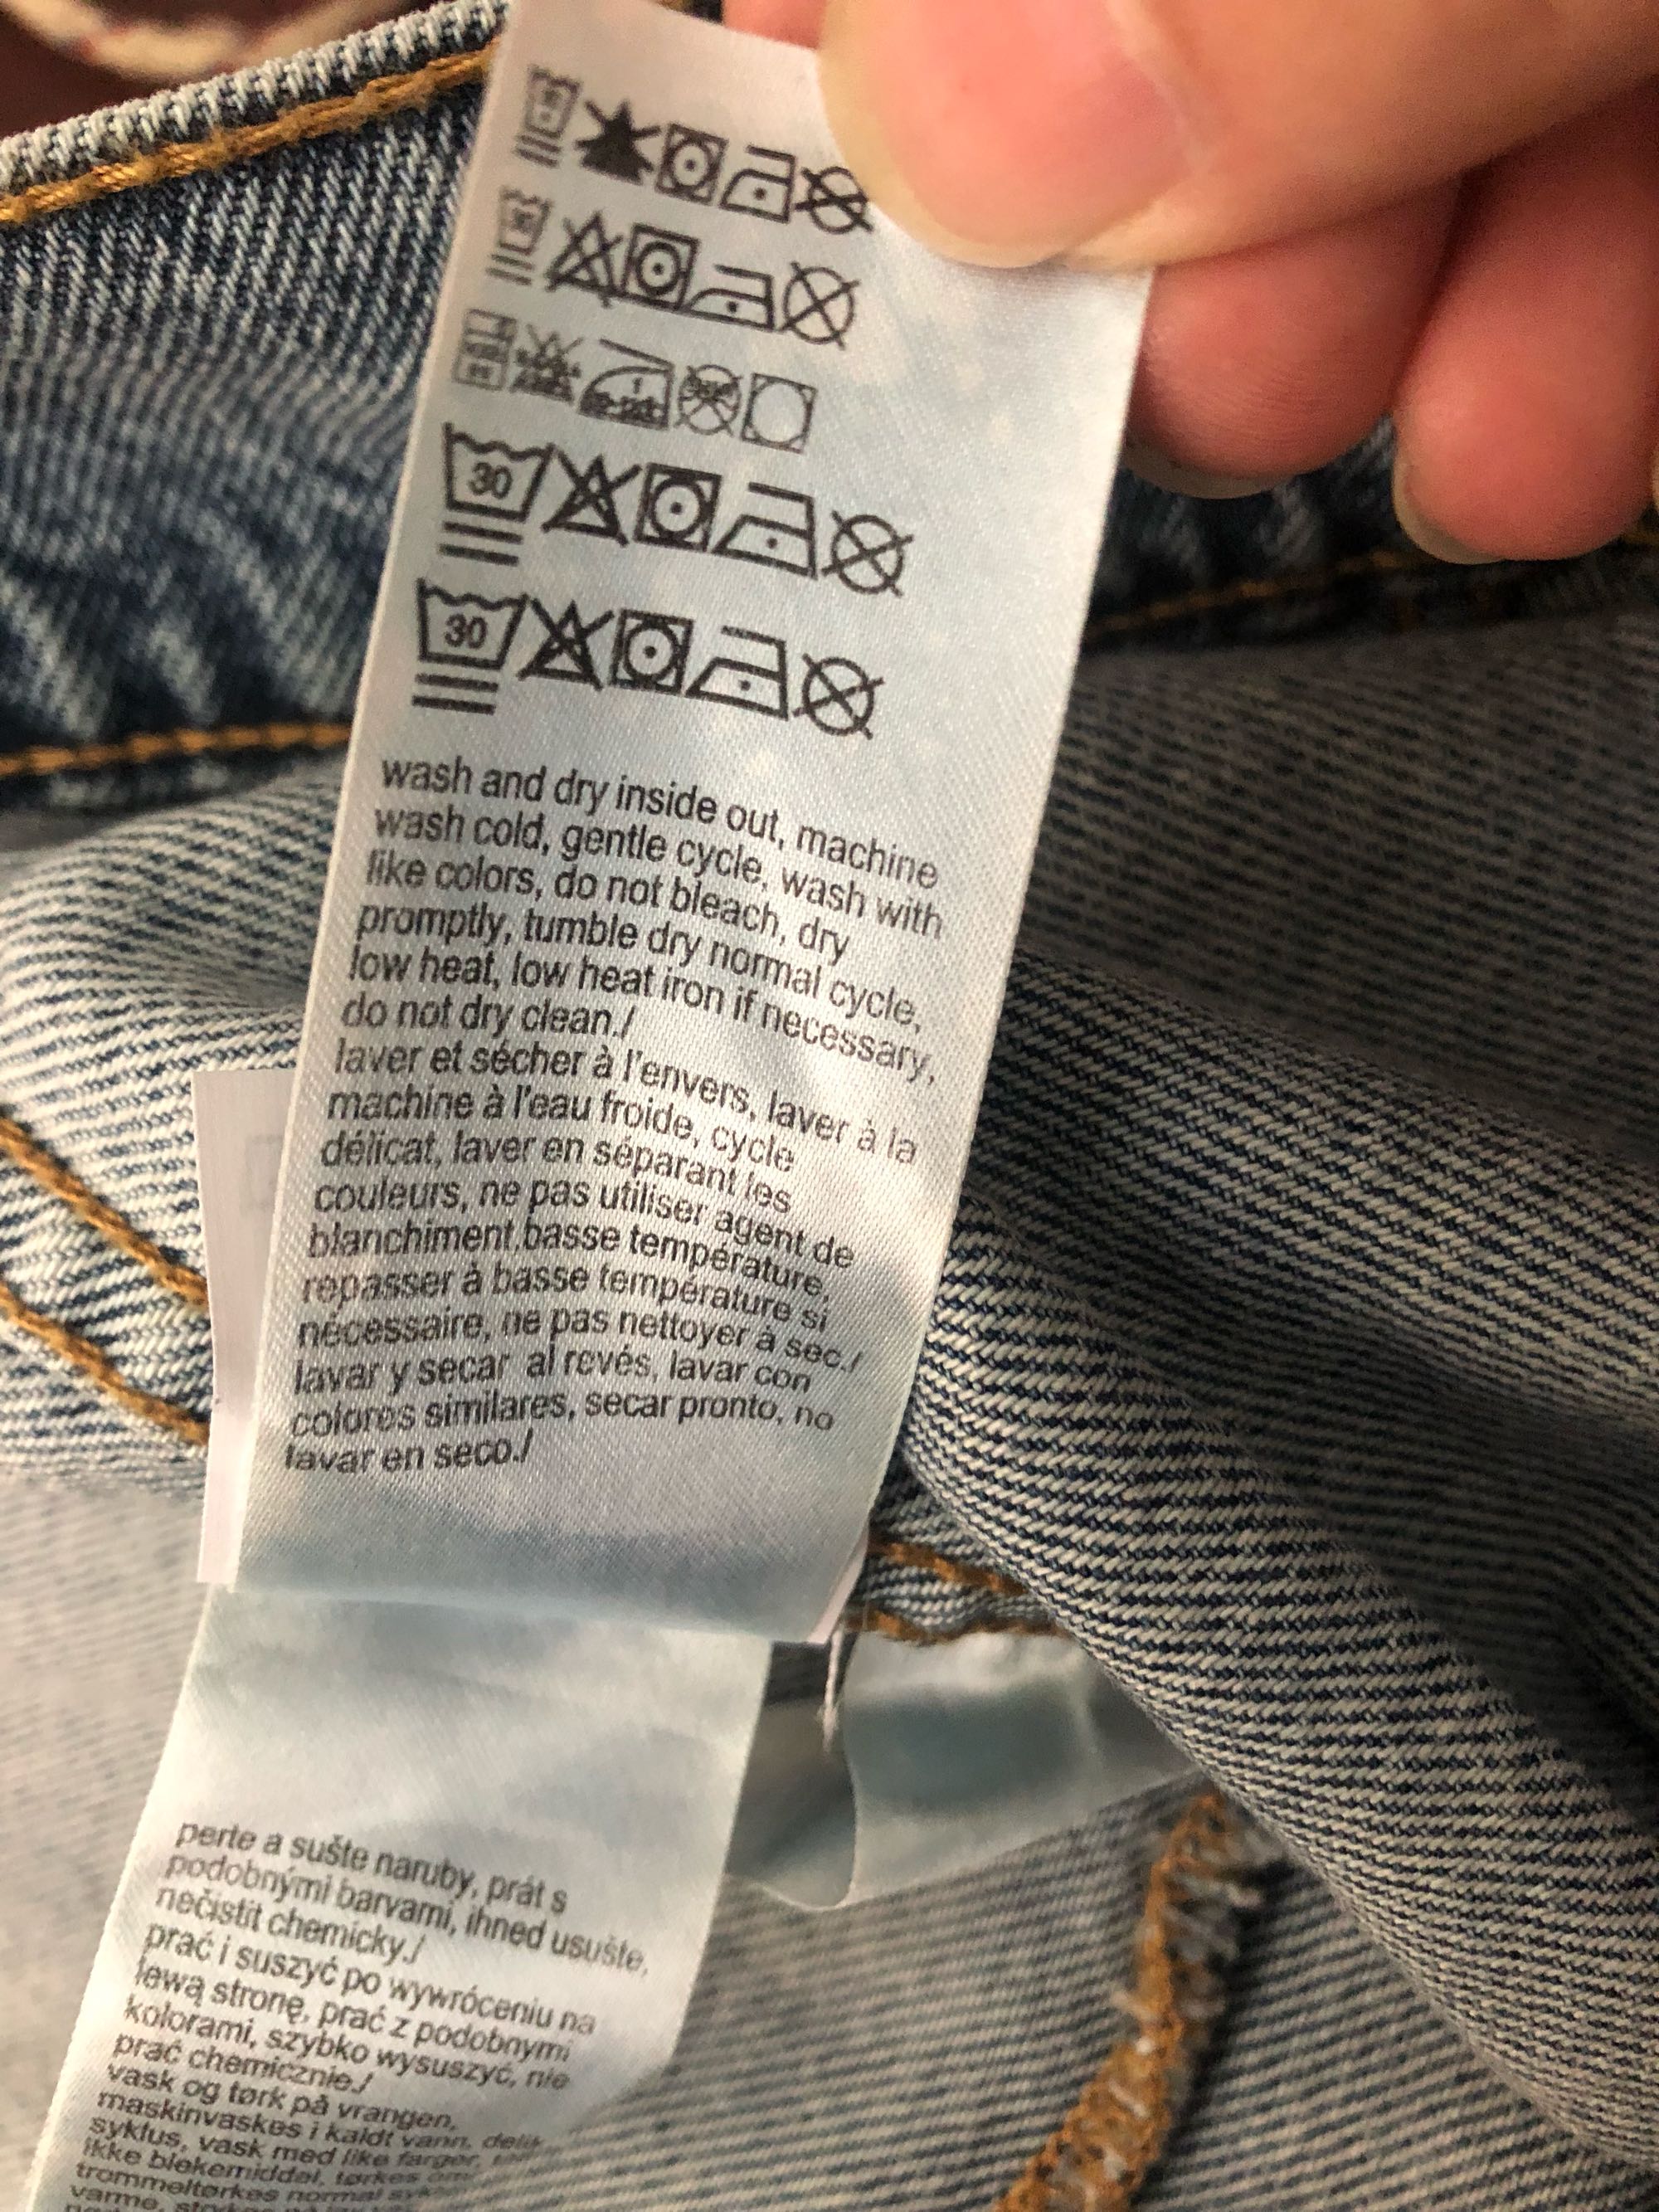 30
30
wash and dry inside out, machine
wash cold, gentle cycle, wash with
like colors, do not bleach, dry
promptly, tumble dry normal cycle,
low heat, low heat iron if necessary,
do not dry clean./
laver et sécher à l'envers, laver à la
machine à l'eau froide, cycle
délicat, laver en séparant les
couleurs, ne pas utiliser agent de
blanchiment,basse température,
repasser à basse température si
nécessaire, ne pas nettoyer à sec./
lavar y secar al revés, lavar con
colores similares, secar pronto, no
lavar en seco./
perte a sušte naruby, prát s
podobnými barvami, ihned usušte,
nečistit chemicky./
prać i suszyć po wywróceniu na
lewą stronę, prać z podobnymi
kolorami, szybko wysuszyć, nie
prać chemicznie./
vask og tørk på vrangen,
maskinvaskes i kaldt vann,
syklus, vask med like farger,
ikke blekemiddel, tørkes
trommeltørkes normal
varme,